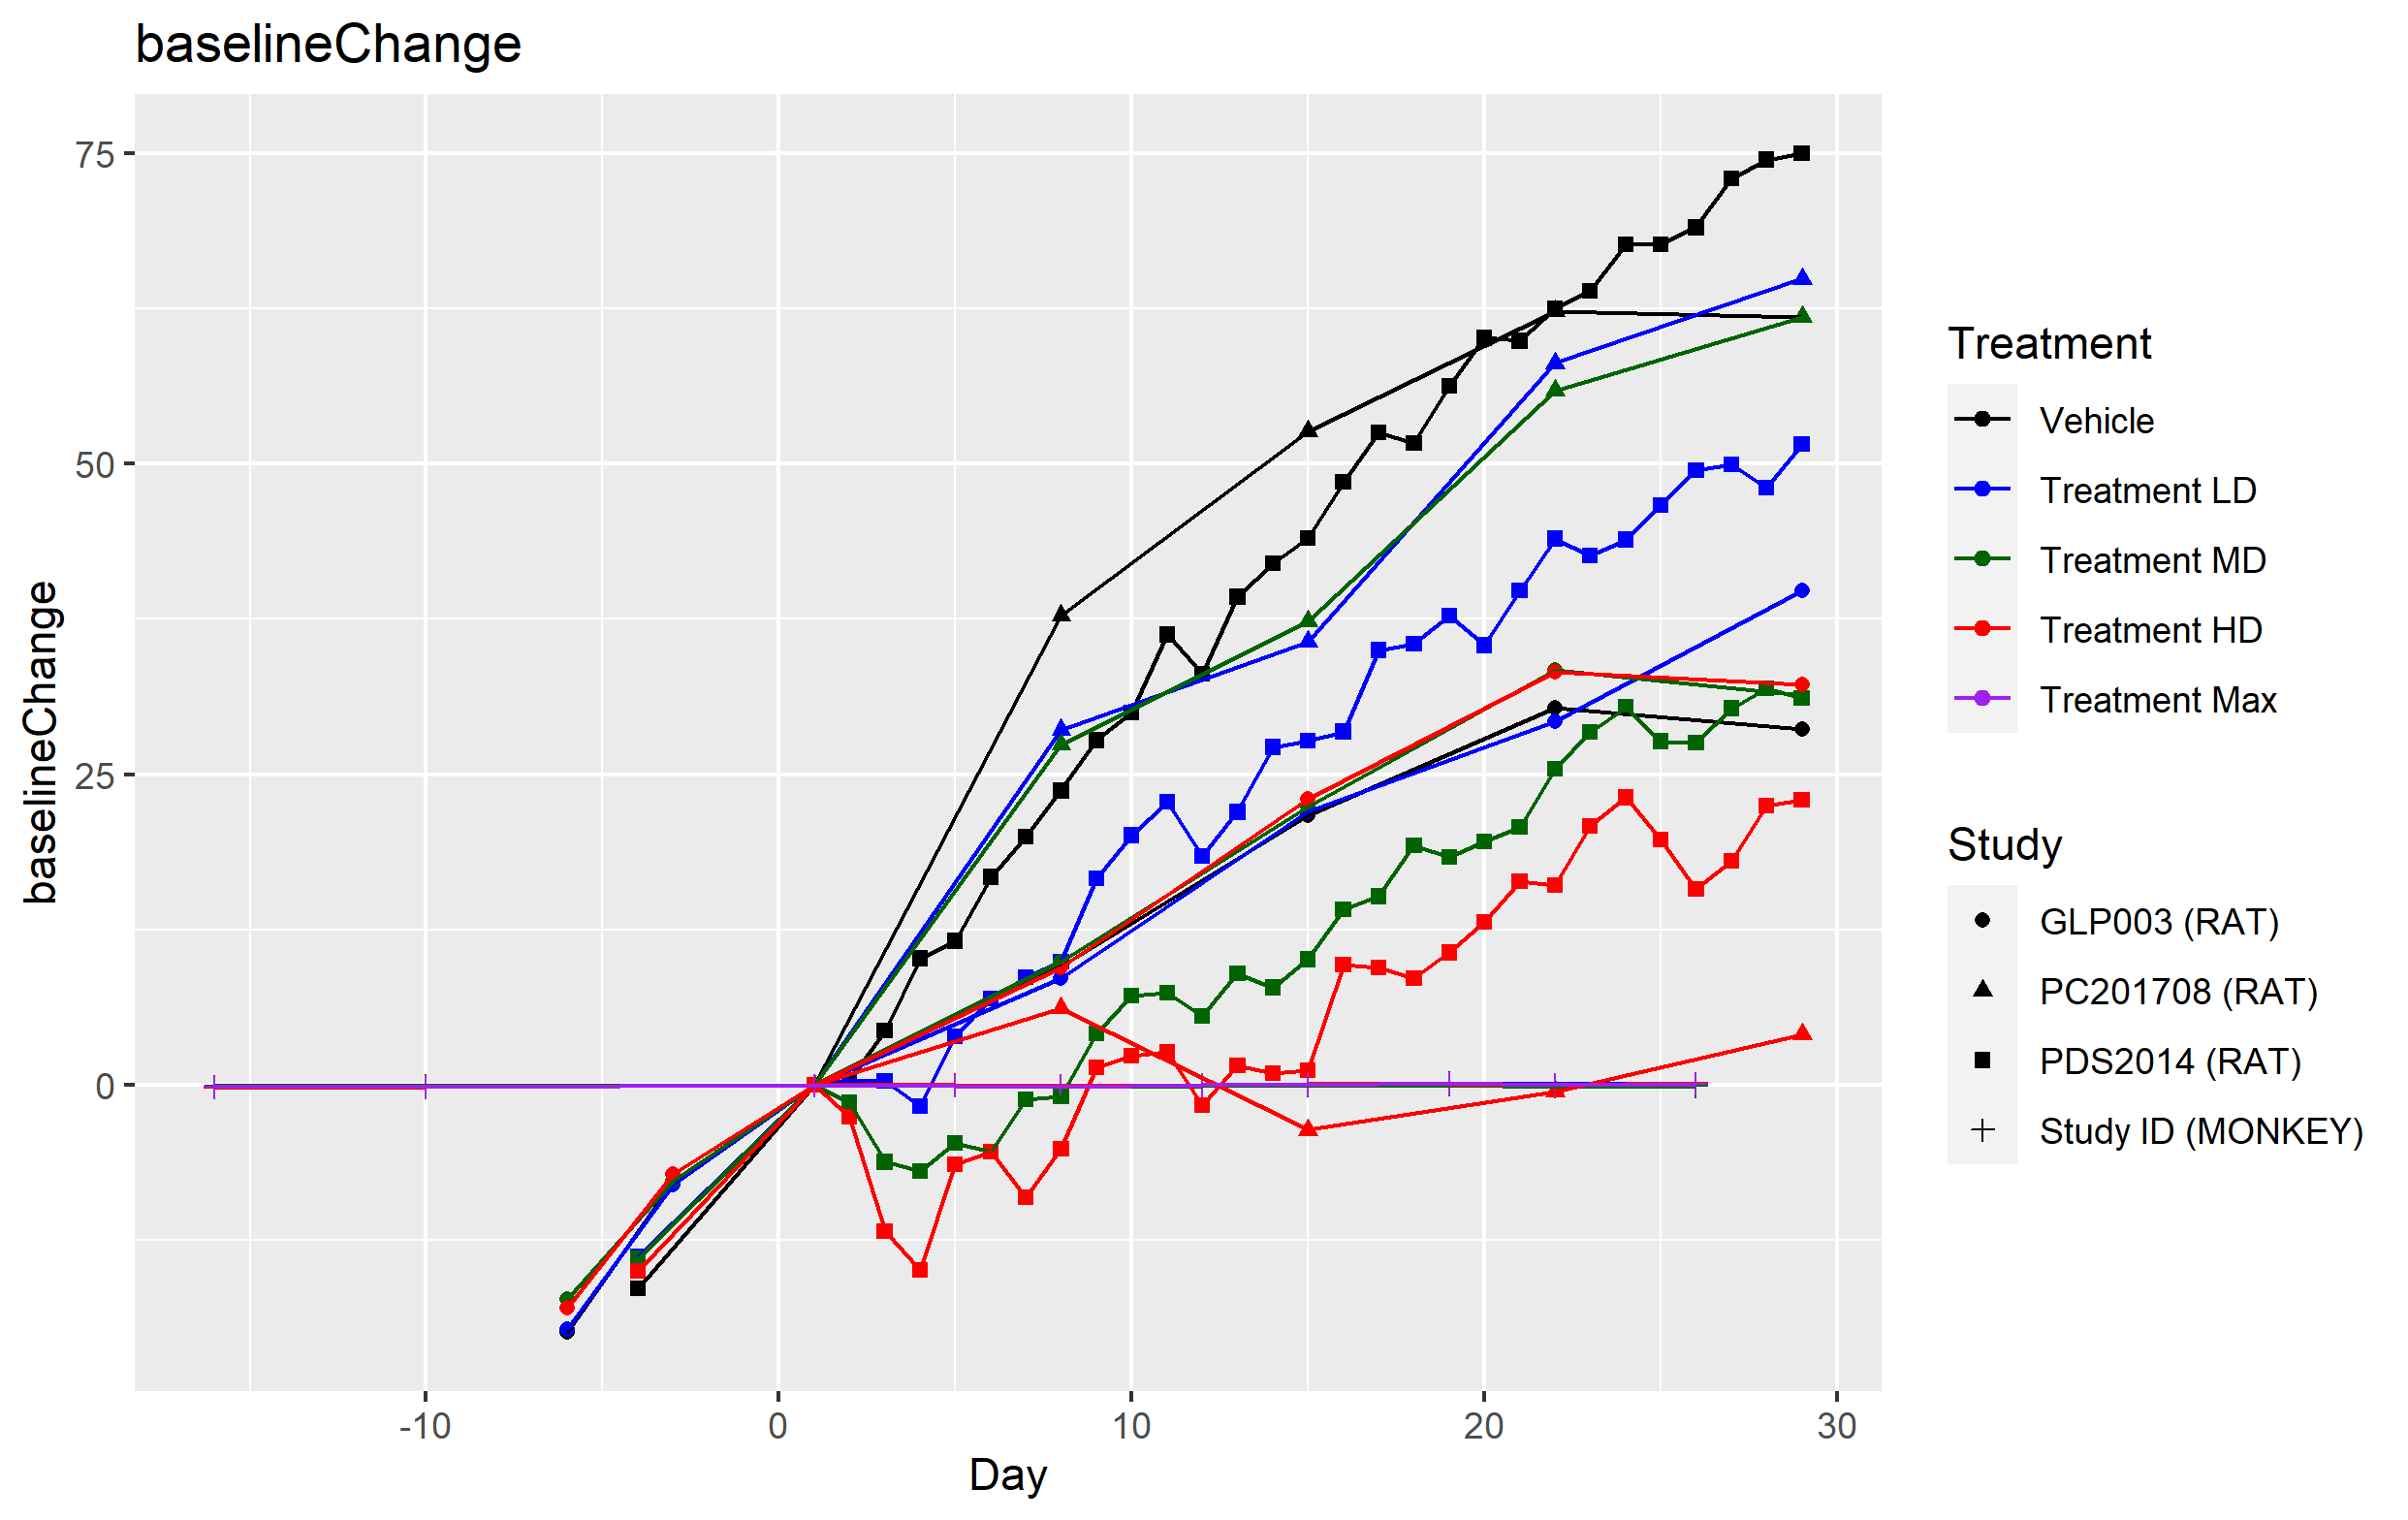 baselineChange
75
50
25
0
baselineChange
-10
0
10
20
30
Day
Treatment
Vehicle
Treatment LD
Treatment MD
Treatment HD
Treatment Max
Study
GLP003 (RAT)
PC201708 (RAT)
PDS2014 (RAT)
Study ID (MONKEY)